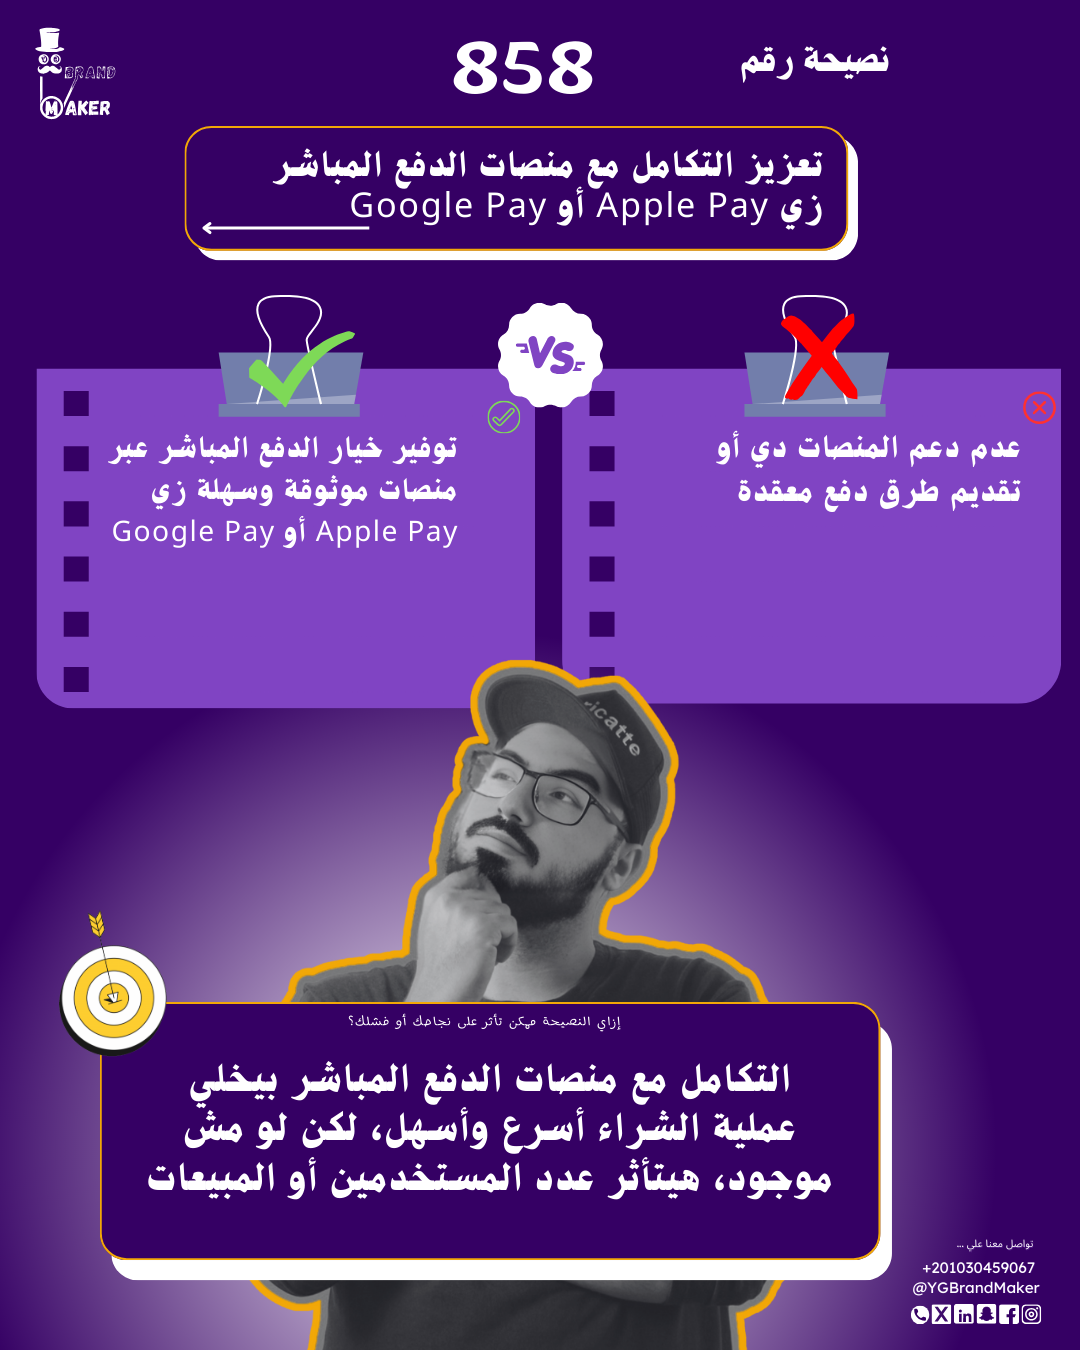 BRAND
MAKER
نصيحة رقم 858
تعزيز التكامل مع منصات الدفع المباشر
زي Apple Pay أو Google Pay
VS
عدم دعم المنصات دي أو
تقديم طرق دفع معقدة
توفير خيار الدفع المباشر عبر
منصات موثوقة وسهلة زي
Apple Pay أو Google Pay
icatte
إزاي النصيحة ممكن تأثر على نجاحك أو فشلك؟
التكامل مع منصات الدفع المباشر بيخلي
عملية الشراء أسرع وأسهل، لكن لو مش
موجود، هيتأثر عدد المستخدمين أو المبيعات
تواصل معنا علي ...
+201030459067
@YGBrandMaker